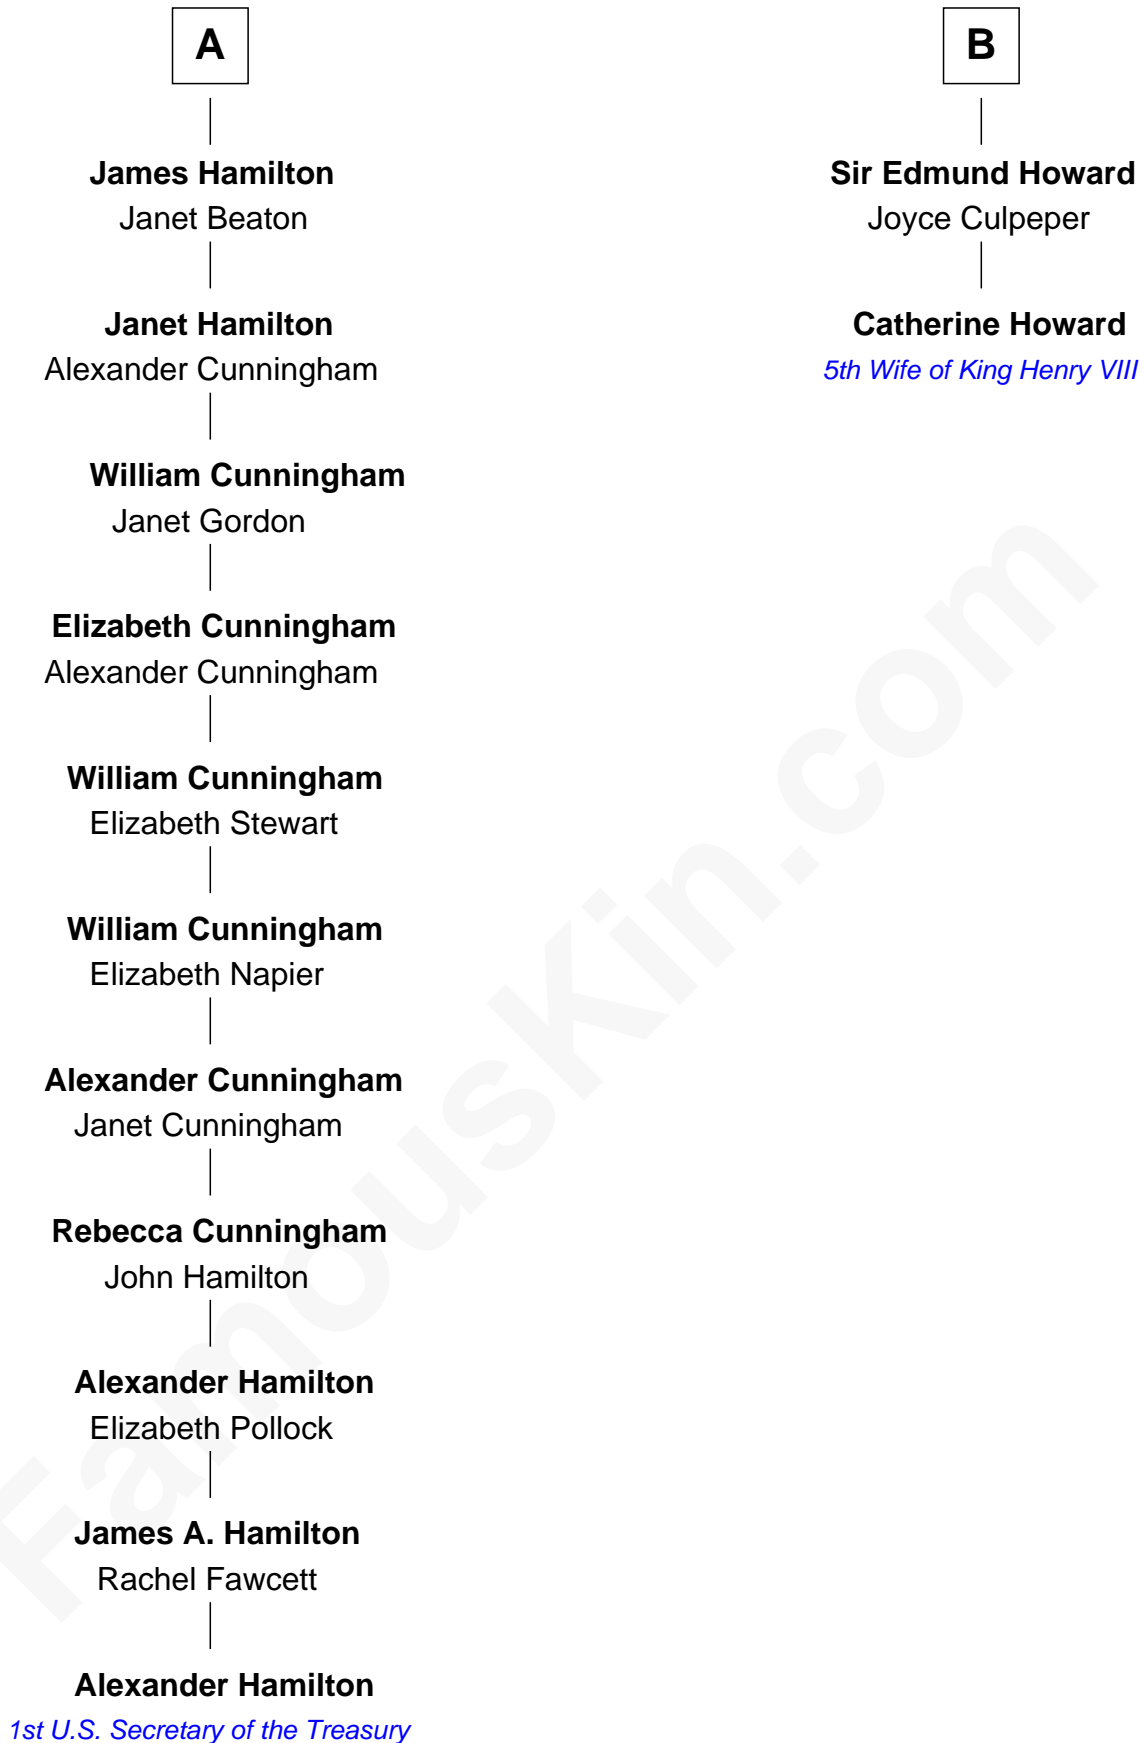 A
James Hamilton
Janet Beaton
Janet Hamilton
Alexander Cunningham
William Cunningham
Janet Gordon
Elizabeth Cunningham
Alexander Cunningham
William Cunningham
Elizabeth Stewart
William Cunningham
Elizabeth Napier
Alexander Cunningham
Janet Cunningham
Rebecca Cunningham
John Hamilton
Alexander Hamilton
Elizabeth Pollock
James A. Hamilton
Rachel Fawcett
Alexander Hamilton
1st U.S. Secretary of the Treasury
B
Sir Edmund Howard
Joyce Culpeper
Catherine Howard
5th Wife of King Henry VIII
FamousKin.com